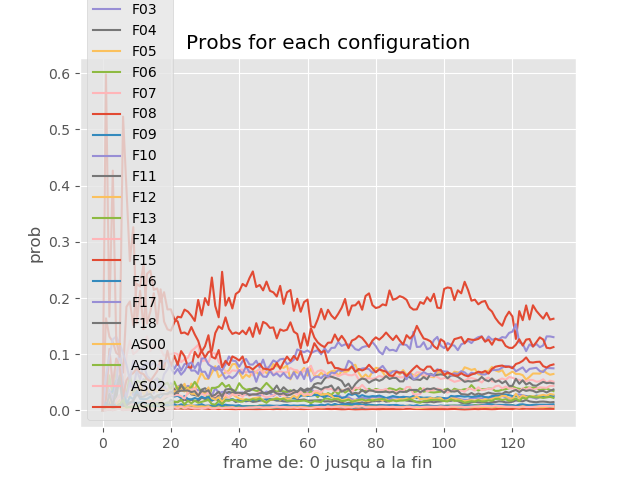 Probs for each configuration
F03
F04
F05
F06
F07
F08
F09
F10
F11
F12
F13
F14
F15
F16
F17
F18
AS00
AS01
AS02
AS03
0.6
0.5
0.4
0.3
0.2
0.1
0.0
prob
0
20
40
60
80
100
120
frame de: 0 jusqu a la fin